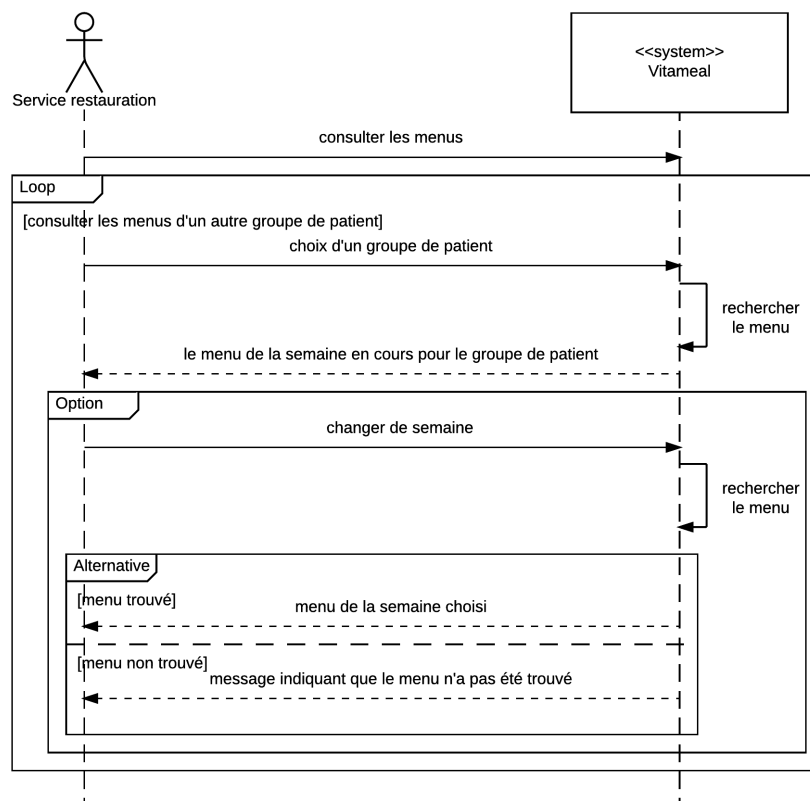 <<system>>
Vitameal
Service restauration
consulter les menus
Loop
[consulter les menus d'un autre groupe de patient]
choix d'un groupe de patient
rechercher
le menu
le menu de la semaine en cours pour le groupe de patient
Option
changer de semaine
rechercher
le menu
Alternative
[menu trouvé]
menu de la semaine choisi
[menu non trouvé]
message indiquant que le menu n'a pas été trouvé